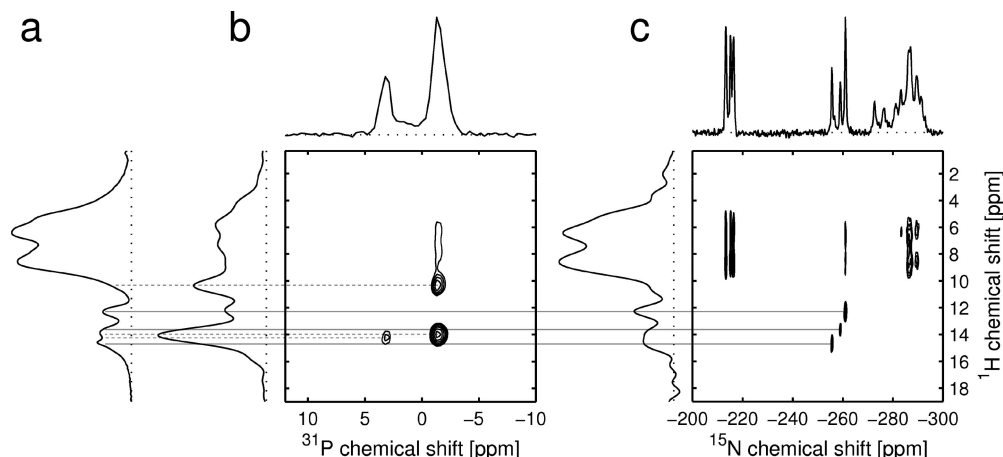 a
b
c
2
4
6
8
10
12
14
16
18
¹H chemical shift [ppm]
10 5 0 −5 −10
−200 −220 −240 −260 −280 −300
³¹P chemical shift [ppm]
¹⁵N chemical shift [ppm]